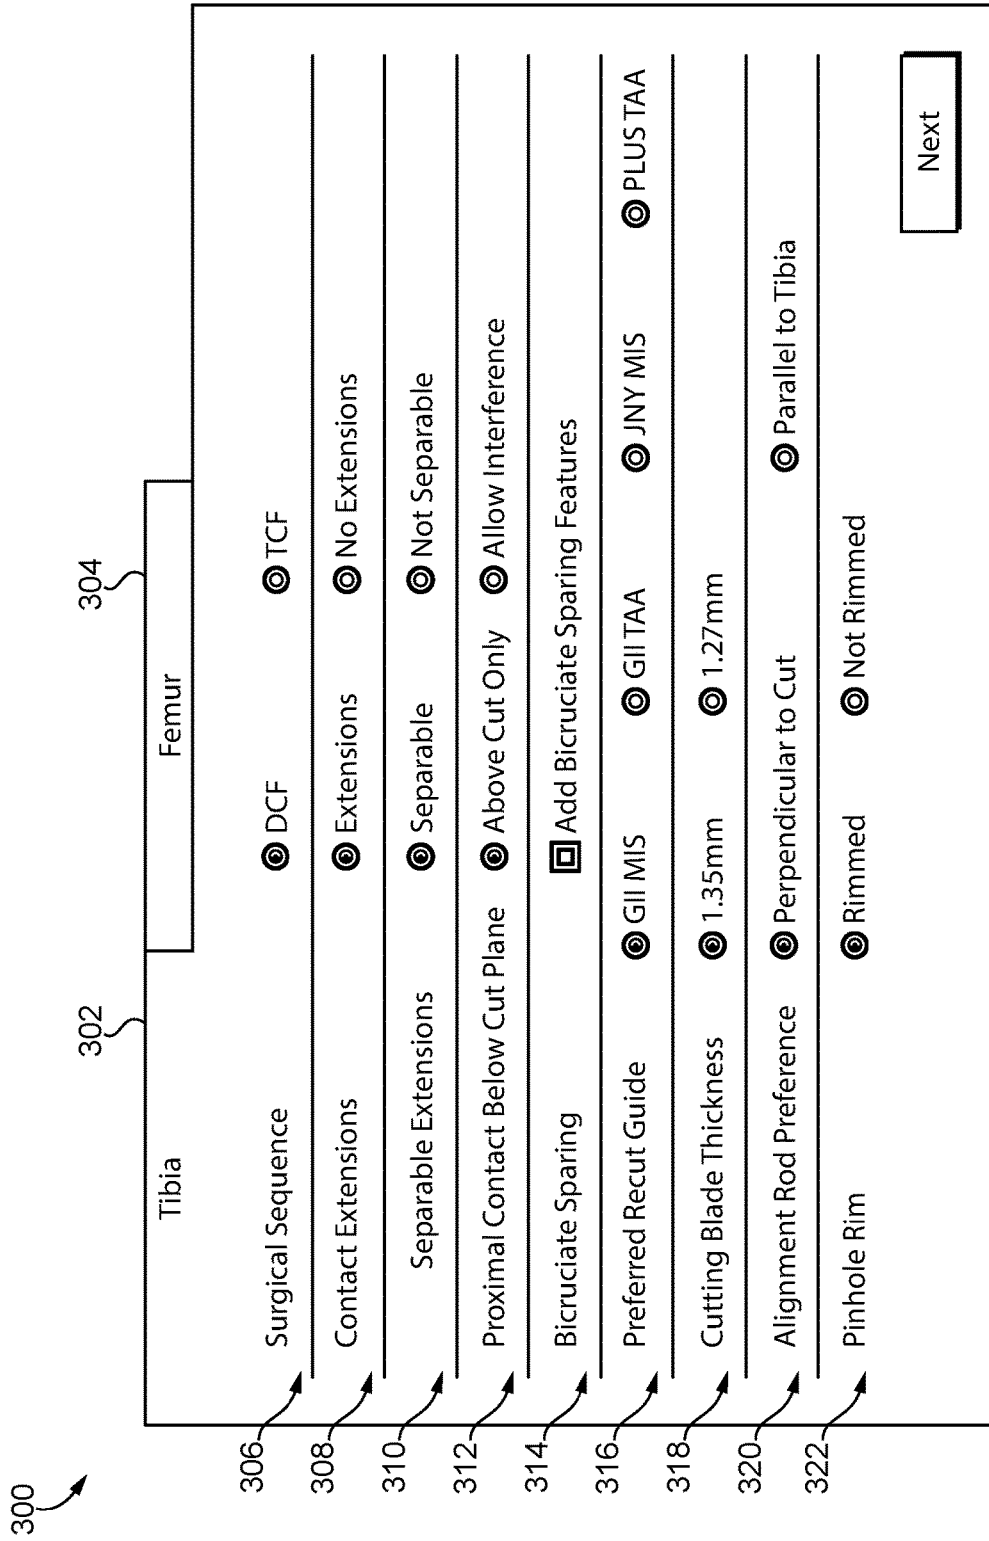 300
302
304
Tibia
Femur
306
Surgical Sequence
DCF
TCF
308
Contact Extensions
Extensions
No Extensions
310
Separable Extensions
Separable
Not Separable
312
Proximal Contact Below Cut Plane
Above Cut Only
Allow Interference
314
Bicruciate Sparing
Add Bicruciate Sparing Features
316
Preferred Recut Guide
GII MIS
GII TAA
JNY MIS
PLUS TAA
318
Cutting Blade Thickness
1.35mm
1.27mm
320
Alignment Rod Preference
Perpendicular to Cut
Parallel to Tibia
322
Pinhole Rim
Rimmed
Not Rimmed
Next